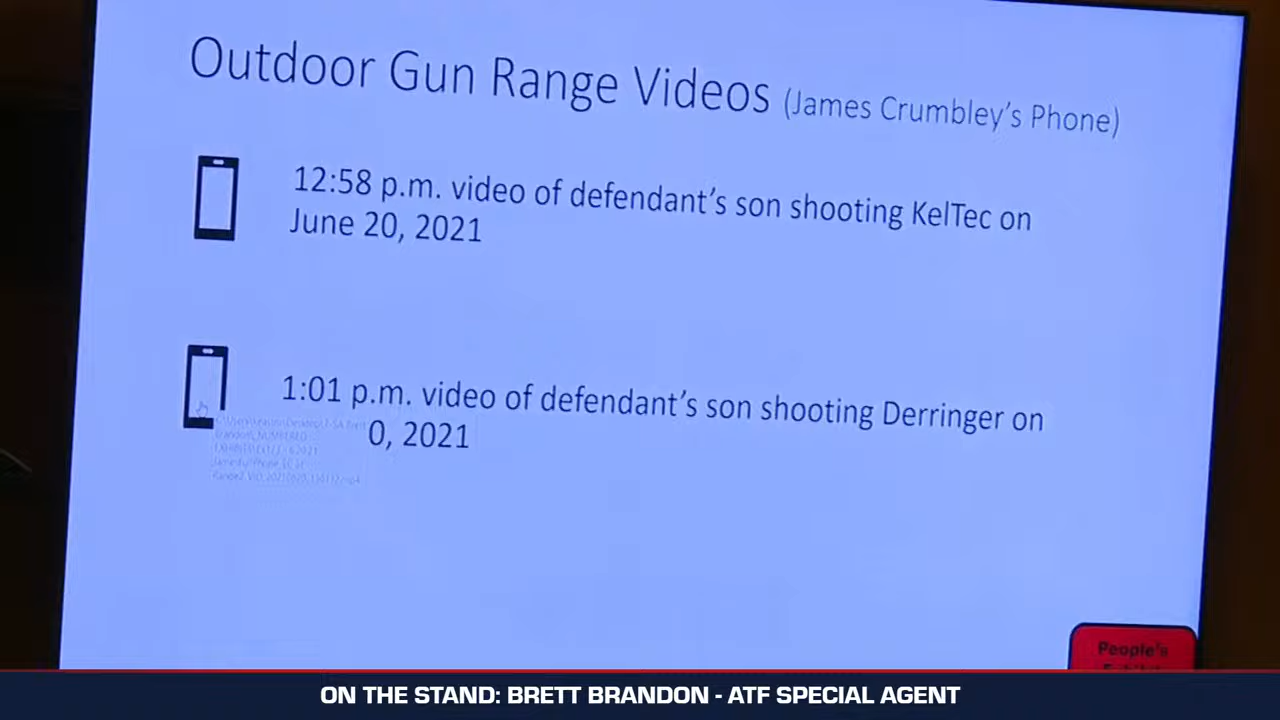 Outdoor Gun Range Videos (James Crumbley's Phone)
12:58 p.m. video of defendant's son shooting KelTec on
June 20, 2021
1:01 p.m. video of defendant's son shooting Derringer on
0, 2021
People's
ON THE STAND: BRETT BRANDON - ATF SPECIAL AGENT